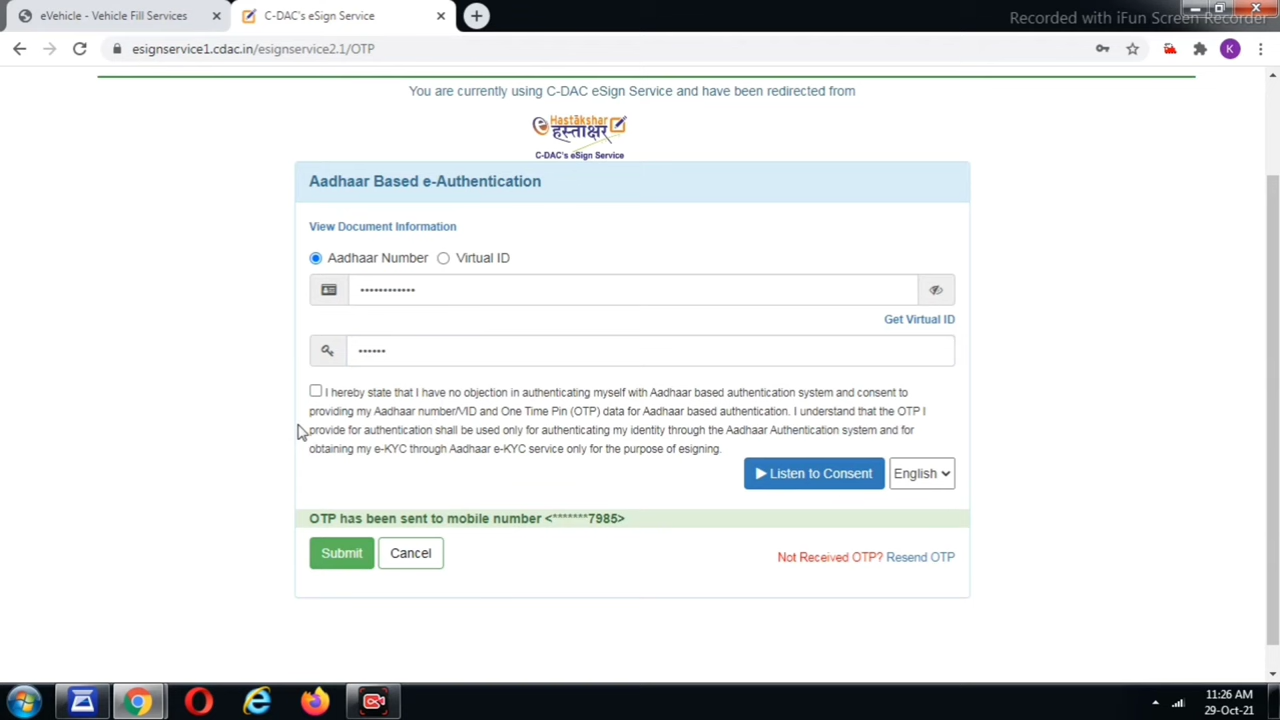 eVehicle - Vehicle Fill Services
C-DAC's eSign Service
Recorded with iFun Screen Recorder
esignservice1.cdac.in/esignservice2.1/OTP
K
You are currently using C-DAC eSign Service and have been redirected from
Hastākshar
हस्ताक्षर
C-DAC's eSign Service
Aadhaar Based e-Authentication
View Document Information
Aadhaar Number Virtual ID
••••••••••••
Get Virtual ID
••••••
I hereby state that I have no objection in authenticating myself with Aadhaar based authentication system and consent to
providing my Aadhaar number/VID and One Time Pin (OTP) data for Aadhaar based authentication. I understand that the OTP I
provide for authentication shall be used only for authenticating my identity through the Aadhaar Authentication system and for
obtaining my e-KYC through Aadhaar e-KYC service only for the purpose of esigning.
Listen to Consent English
OTP has been sent to mobile number <*******7985>
Submit Cancel Not Received OTP? Resend OTP
11:26 AM
29-Oct-21